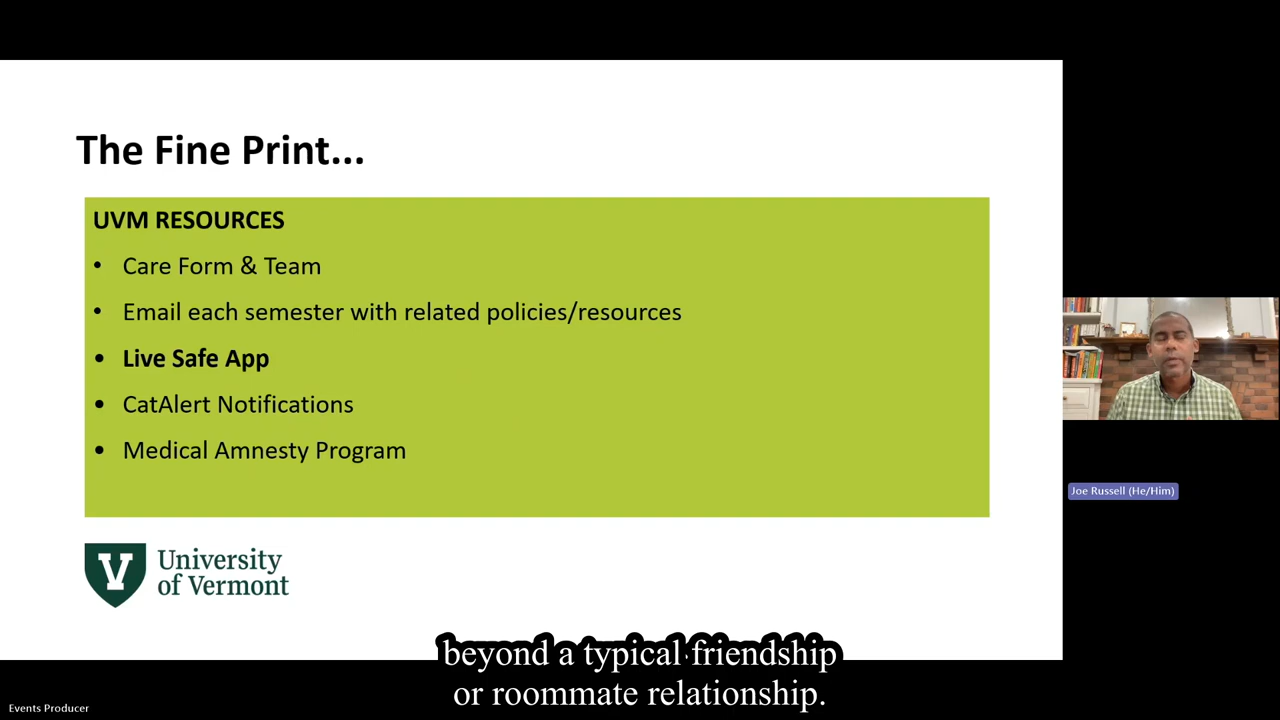 The Fine Print...
UVM RESOURCES
• Care Form & Team
• Email each semester with related policies/resources
• Live Safe App
• CatAlert Notifications
• Medical Amnesty Program
V University
of Vermont
Joe Russell (He/Him)
beyond a typical friendship
or roommate relationship.
Events Producer